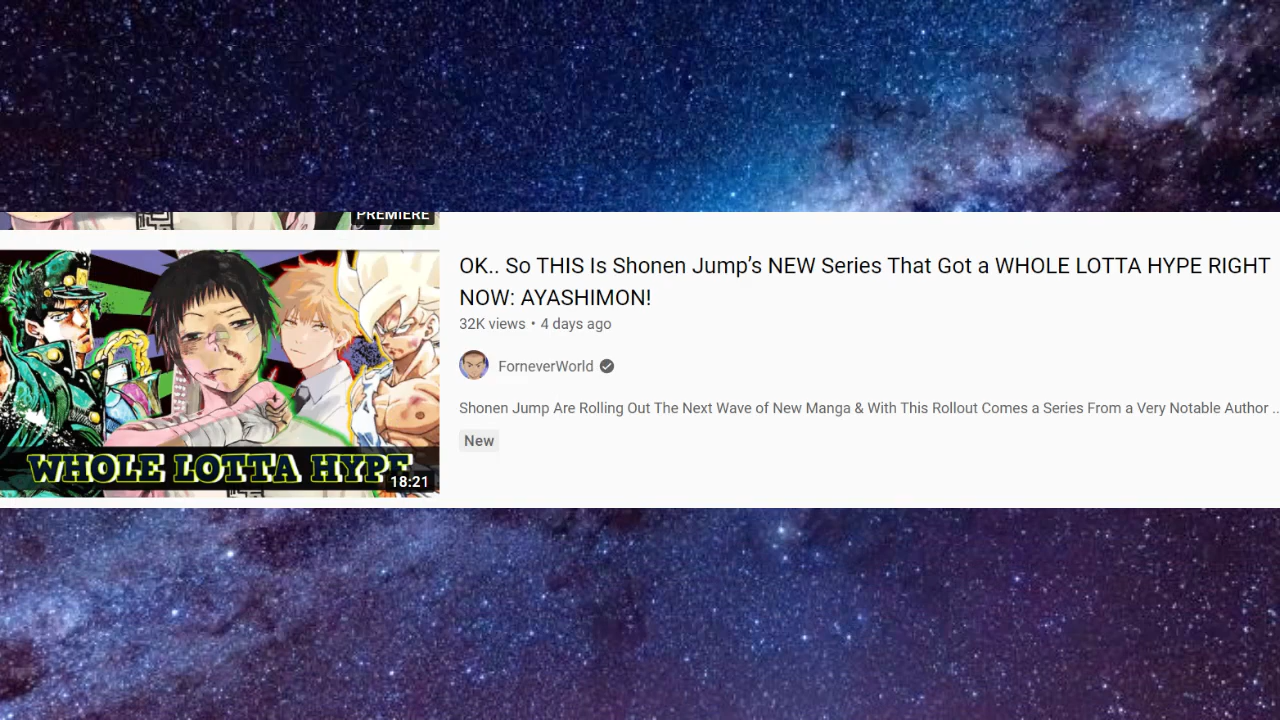 PREMIERE
OK.. So THIS Is Shonen Jump’s NEW Series That Got a WHOLE LOTTA HYPE RIGHT
NOW: AYASHIMON!
32K views • 4 days ago
ForneverWorld
Shonen Jump Are Rolling Out The Next Wave of New Manga & With This Rollout Comes a Series From a Very Notable Author ...
New
WHOLE LOTTA HYPE
18:21